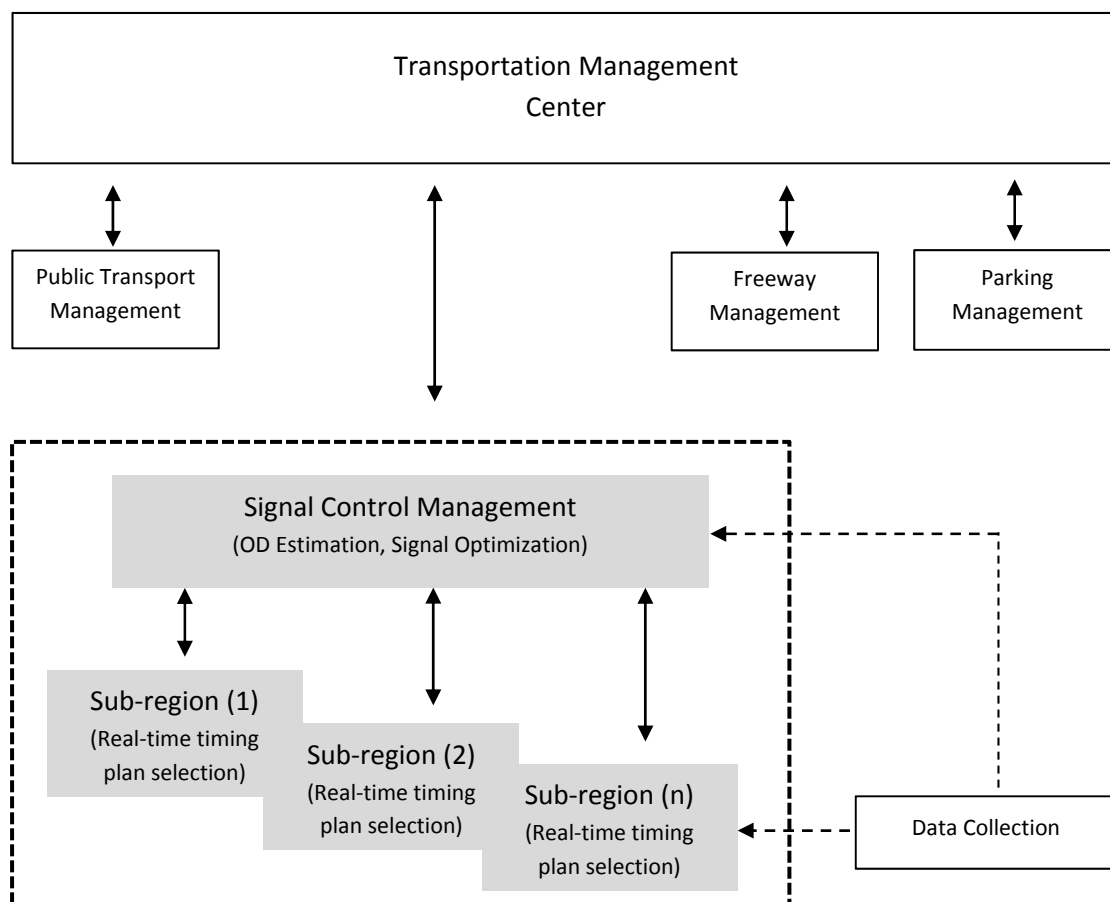 Transportation Management
Center
Public Transport
Management
Freeway
Management
Parking
Management
Signal Control Management
(OD Estimation, Signal Optimization)
Sub-region (1)
(Real-time timing
plan selection)
Sub-region (2)
(Real-time timing
plan selection)
Sub-region (n)
(Real-time timing
plan selection)
Data Collection